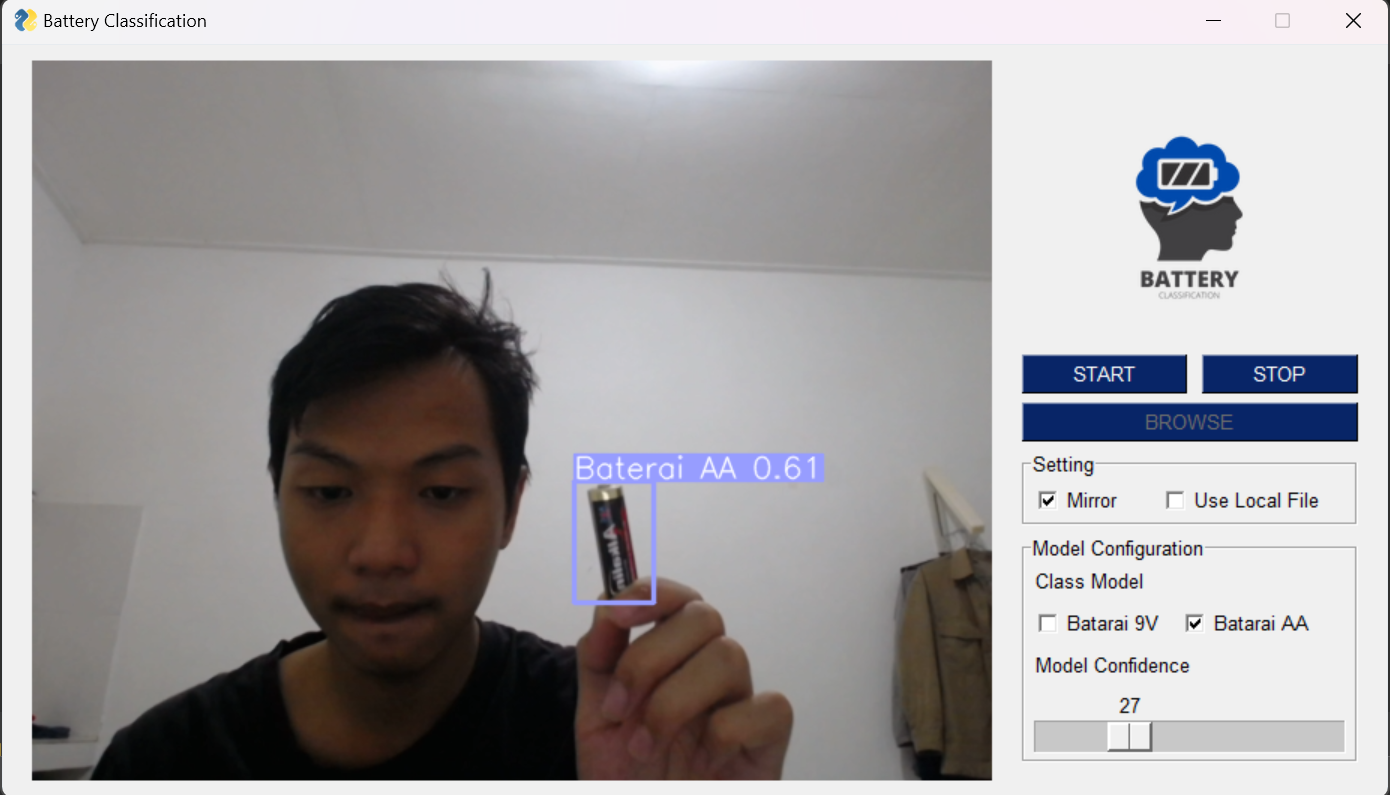 Battery Classification
Baterai AA 0.61
BATTERY
CLASSIFICATION
START STOP
BROWSE
Setting
Mirror Use Local File
Model Configuration
Class Model
Batarai 9V Batarai AA
Model Confidence
27